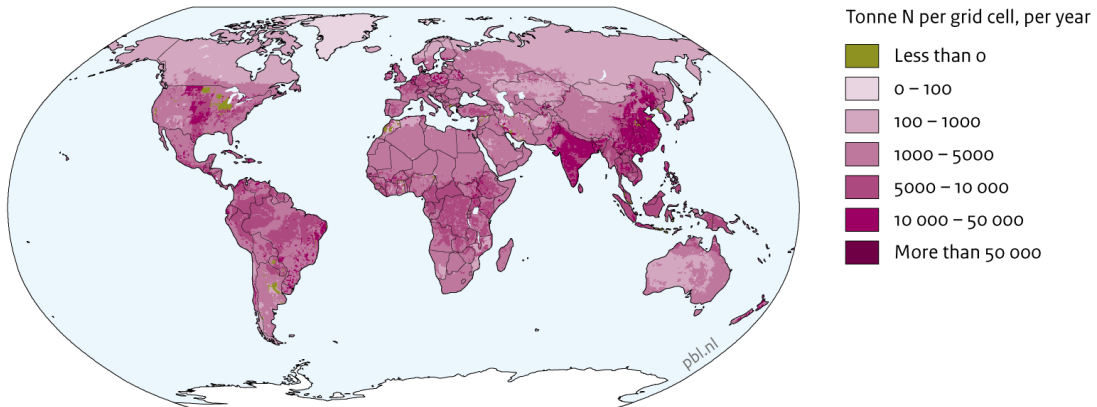 Tonne N per grid cell, per year
Less than 0
0 – 100
100 – 1000
1000 – 5000
5000 – 10 000
10 000 – 50 000
More than 50 000
pbl.nl